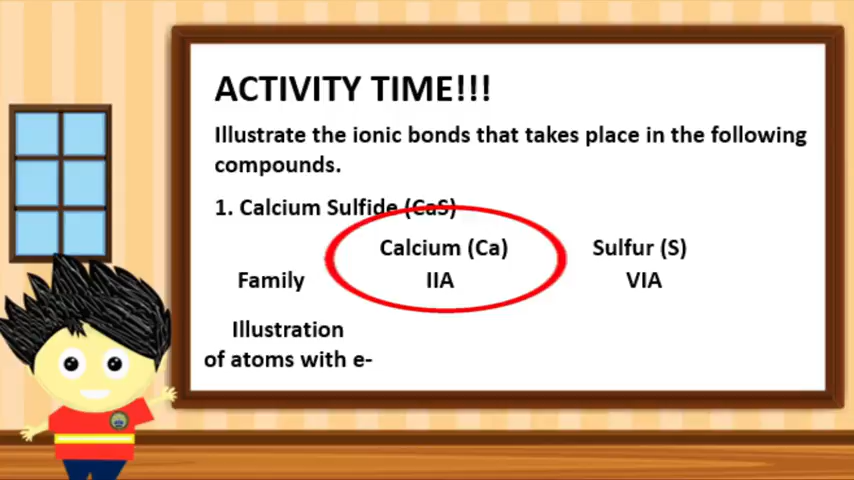 ACTIVITY TIME!!!
Illustrate the ionic bonds that takes place in the following
compounds.
1. Calcium Sulfide (CaS)
Calcium (Ca) Sulfur (S)
Family IIA VIA
Illustration
of atoms with e-